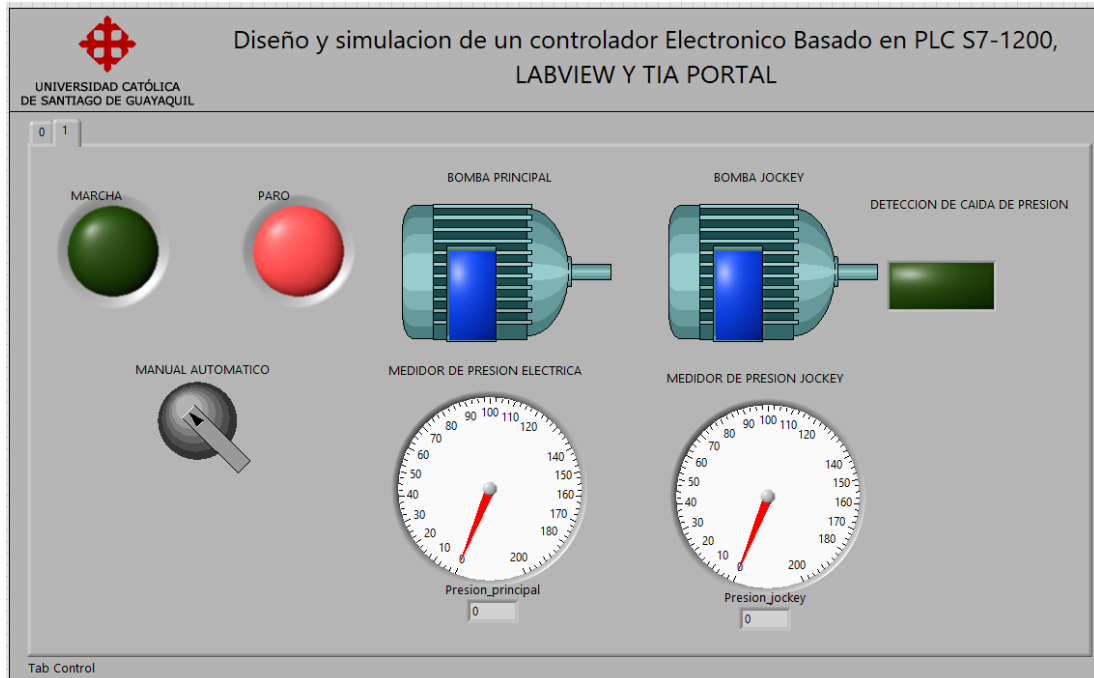 Diseño y simulacion de un controlador Electronico Basado en PLC S7-1200,
LABVIEW Y TIA PORTAL
UNIVERSIDAD CATÓLICA
DE SANTIAGO DE GUAYAQUIL
0 1
MARCHA
PARO
BOMBA PRINCIPAL
BOMBA JOCKEY
DETECCION DE CAIDA DE PRESION
MANUAL AUTOMATICO
MEDIDOR DE PRESION ELECTRICA
0 10 20 30 40 50 60 70 80 90 100 110 120 140 150 160 170 180 200
Presion_principal
0
MEDIDOR DE PRESION JOCKEY
0 10 20 30 40 50 60 70 80 90 100 110 120 140 150 160 170 180 200
Presion_jockey
0
Tab Control